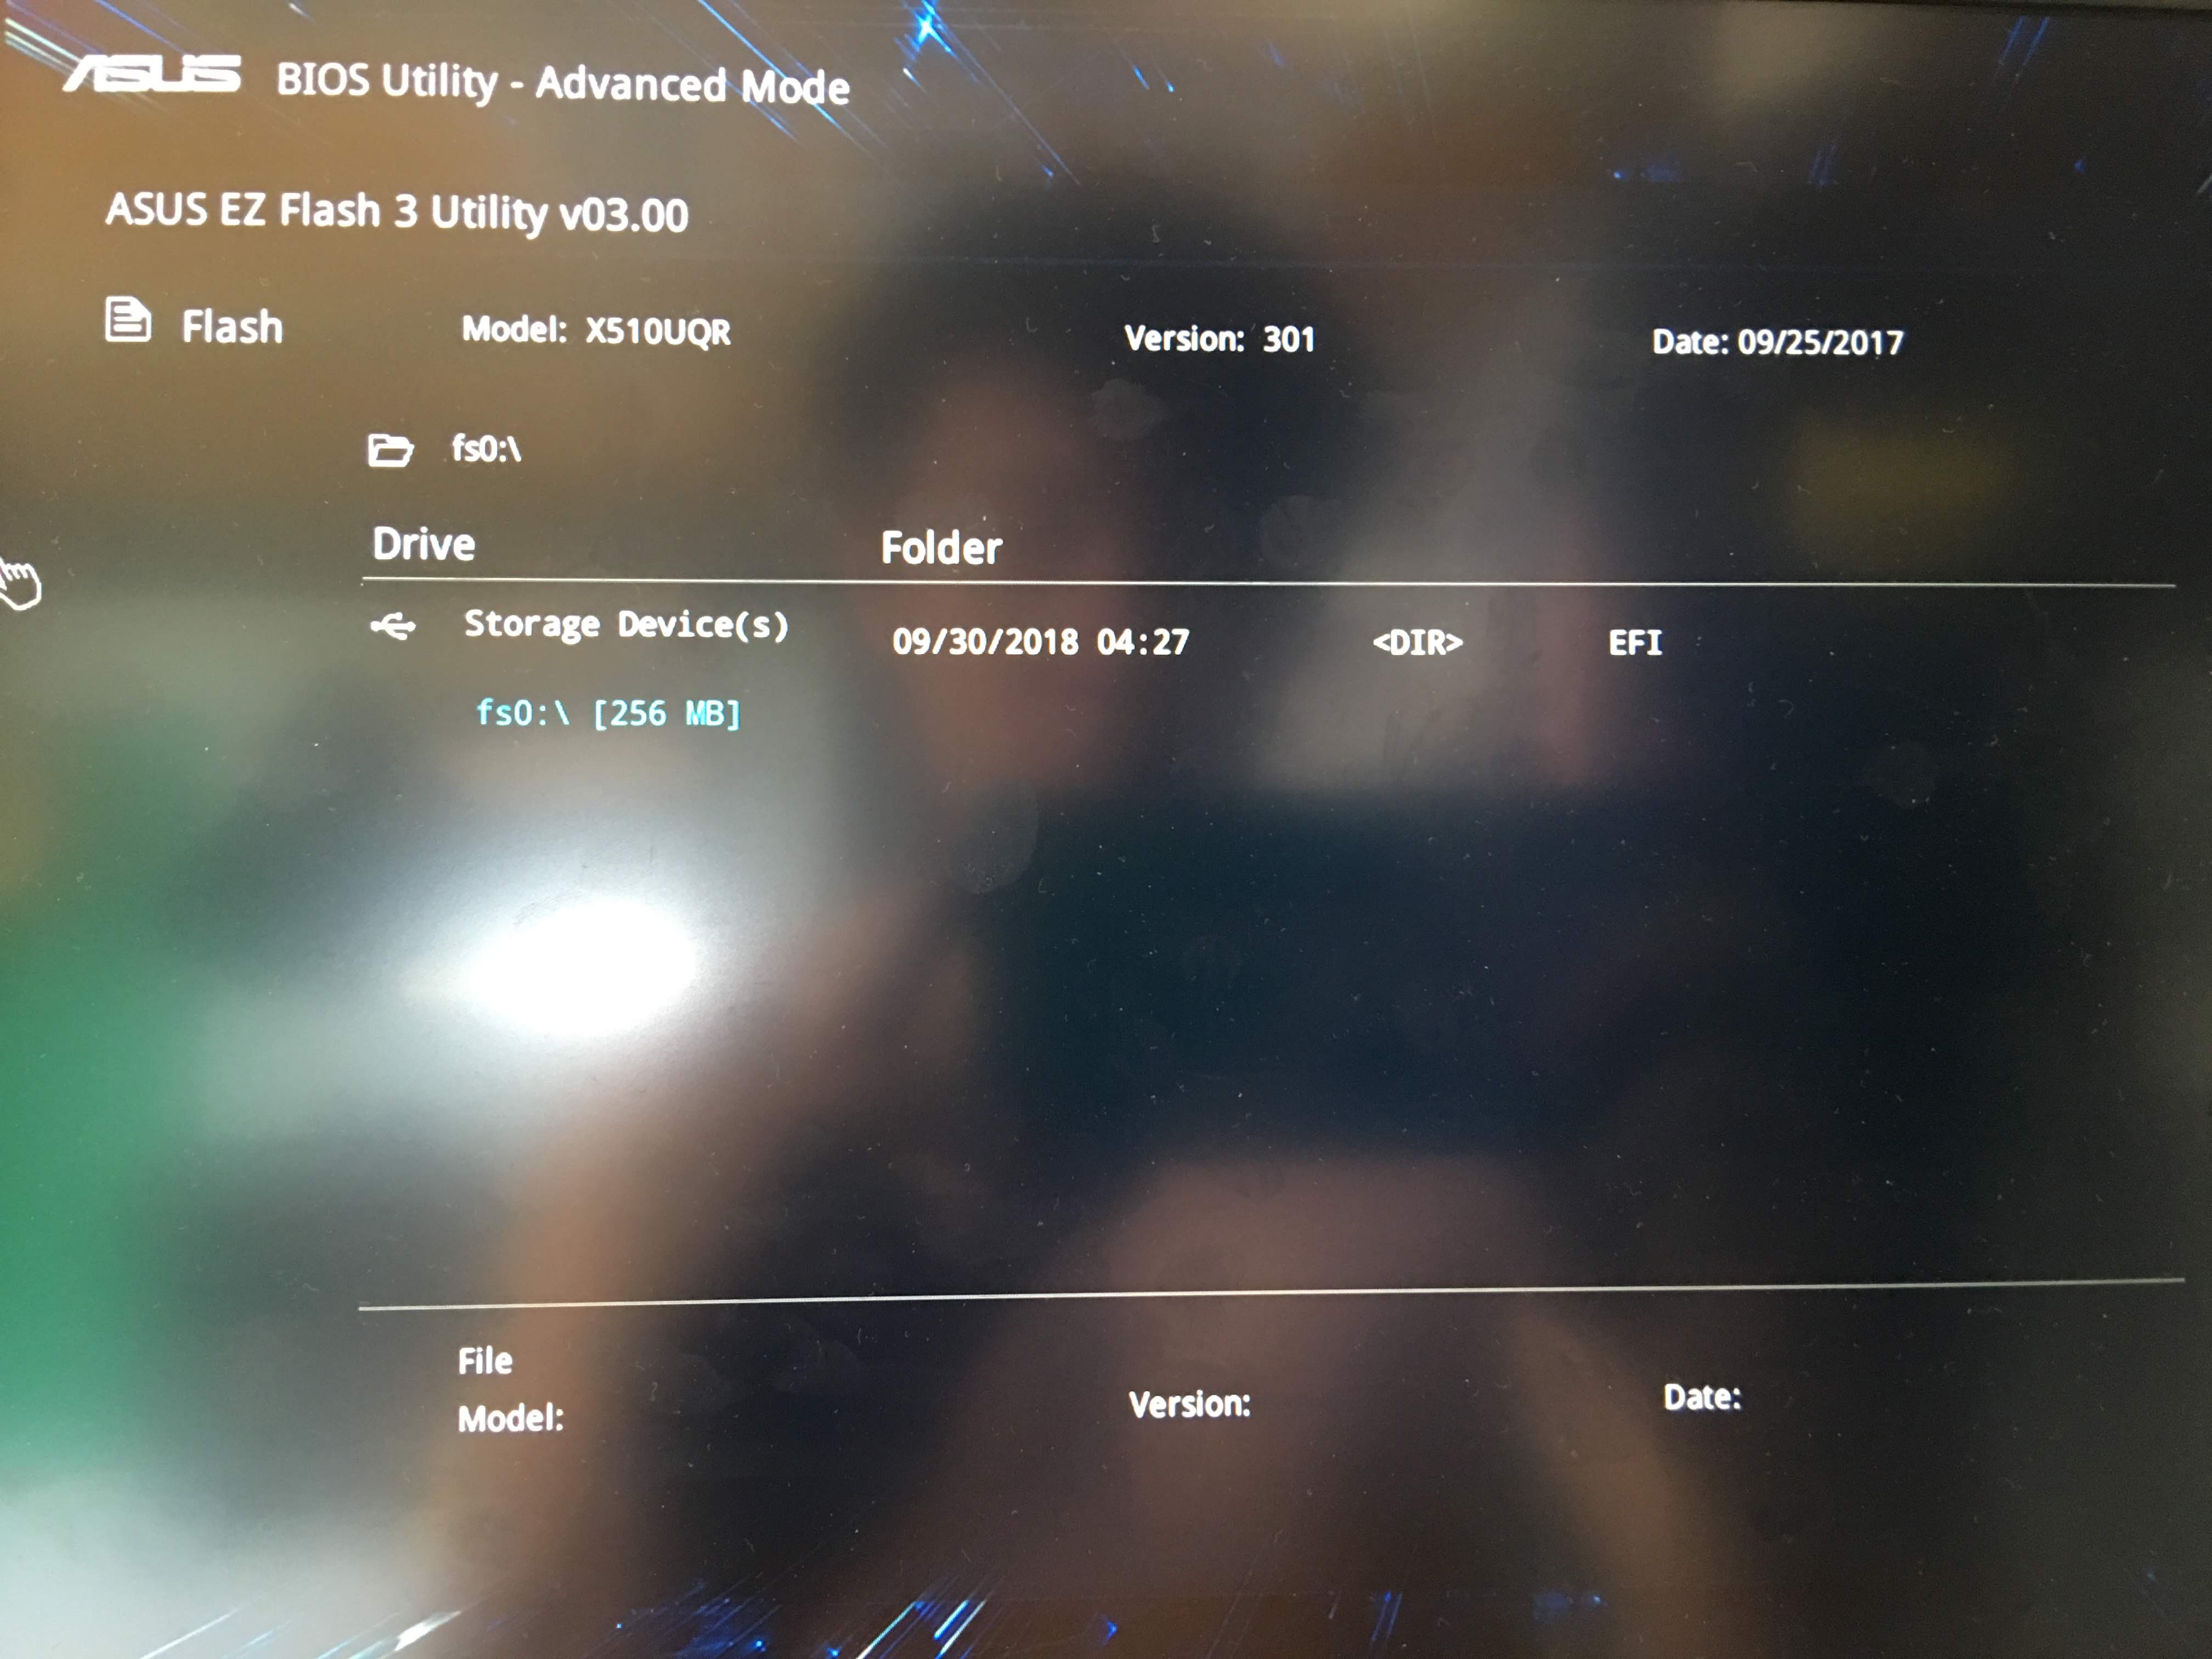 ASUS BIOS Utility - Advanced Mode
ASUS EZ Flash 3 Utility v03.00
Flash Model: X510UQR Version: 301 Date: 09/25/2017
fs0:\
Drive Folder
Storage Device(s) 09/30/2018 04:27 <DIR> EFI
fs0:\ [256 MB]
File
Model: Version: Date: